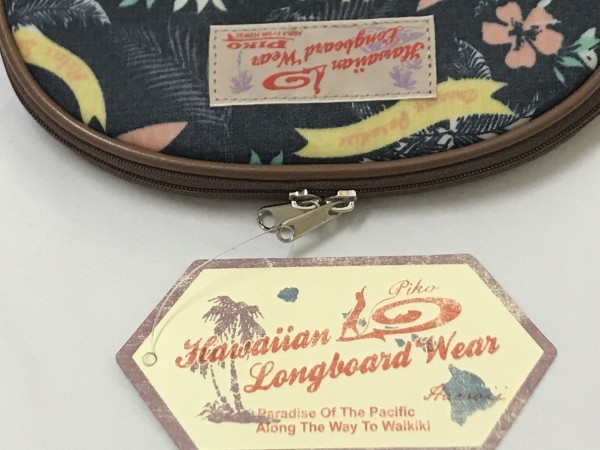 Hawaiian
Longboard Wear
PIKO
Piko
Hawaiian
Longboard Wear
Hawaii
Paradise Of The Pacific
Along The Way To Waikiki